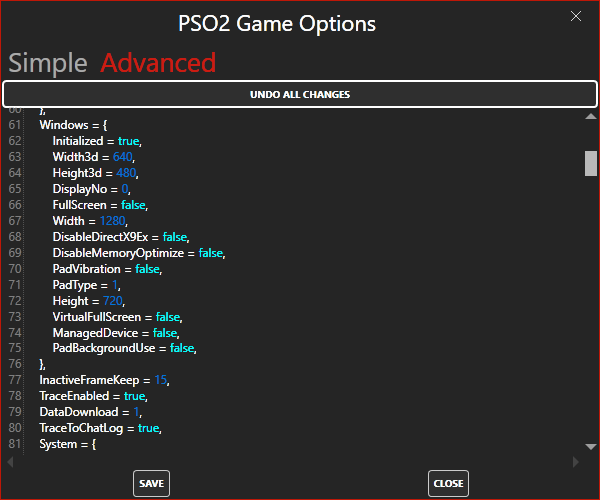 PSO2 Game Options
Simple Advanced
UNDO ALL CHANGES
60 },
61 Windows = {
62 Initialized = true,
63 Width3d = 640,
64 Height3d = 480,
65 DisplayNo = 0,
66 FullScreen = false,
67 Width = 1280,
68 DisableDirectX9Ex = false,
69 DisableMemoryOptimize = false,
70 PadVibration = false,
71 PadType = 1,
72 Height = 720,
73 VirtualFullScreen = false,
74 ManagedDevice = false,
75 PadBackgroundUse = false,
76 },
77 InactiveFrameKeep = 15,
78 TraceEnabled = true,
79 DataDownload = 1,
80 TraceToChatLog = true,
81 System = {
SAVE CLOSE